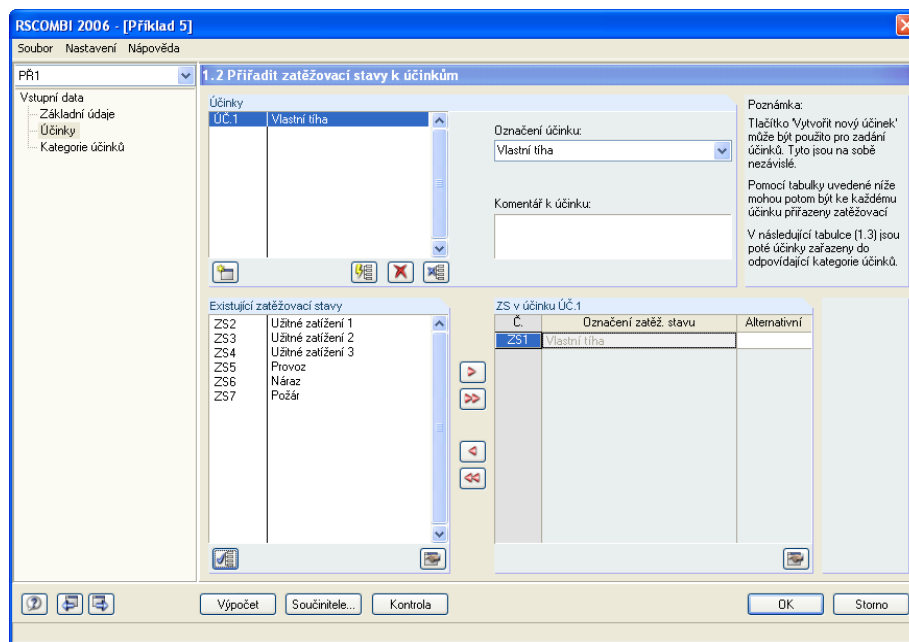 RSCOMBI 2006 - [Příklad 5]
Soubor Nastavení Nápověda
PŘ1
1.2 Přiřadit zatěžovací stavy k účinkům
Vstupní data
Základní údaje
Účinky
Kategorie účinků
Účinky
ÚČ.1 Vlastní tíha
Označení účinku:
Vlastní tíha
Komentář k účinku:
Poznámka:
Tlačítko 'Vytvořit nový účinek'
může být použito pro zadání
účinků. Tyto jsou na sobě
nezávislé.
Pomocí tabulky uvedené níže
mohou potom být ke každému
účinku přiřazeny zatěžovací
V následující tabulce (1.3) jsou
poté účinky zařazeny do
odpovídající kategorie účinků.
Existující zatěžovací stavy
ZS2 Užitné zatížení 1
ZS3 Užitné zatížení 2
ZS4 Užitné zatížení 3
ZS5 Provoz
ZS6 Náraz
ZS7 Požár
ZS v účinku ÚČ.1
Č. Označení zatěž. stavu Alternativní
ZS1 Vlastní tíha
Výpočet Součinitele... Kontrola OK Storno